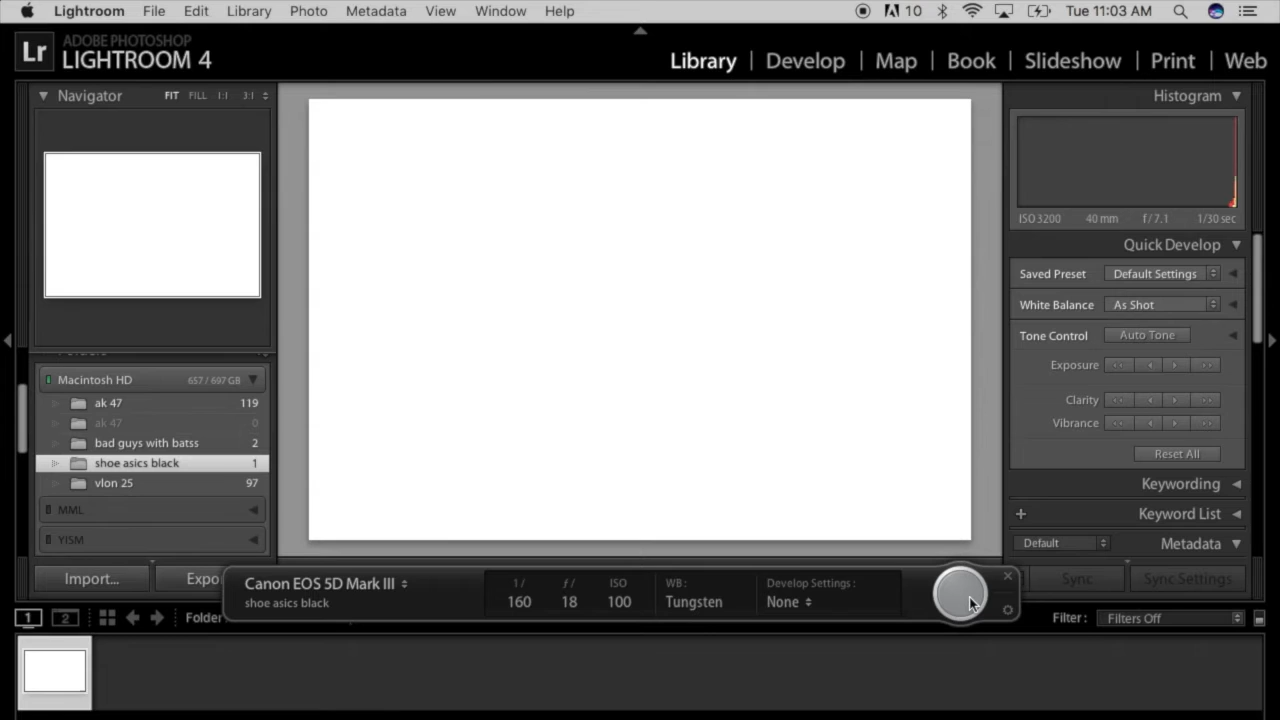 Lightroom File Edit Library Photo Metadata View Window Help 10 Tue 11:03 AM
Lr ADOBE PHOTOSHOP
LIGHTROOM 4
Library | Develop | Map | Book | Slideshow | Print | Web
Navigator FIT FILL 1:1 3:1
Histogram
ISO 3200 40 mm f / 7.1 1/30 sec
Quick Develop
Saved Preset Default Settings
White Balance As Shot
Tone Control Auto Tone
Exposure
Clarity
Vibrance
Reset All
Keywording
+ Keyword List
Default Metadata
Sync Sync Settings
Macintosh HD 657 / 697 GB
ak 47 119
ak 47 0
bad guys with batss 2
shoe asics black 1
vlon 25 97
MML
YISM
Import... Expo
Canon EOS 5D Mark III
shoe asics black
1/ f/ ISO WB: Develop Settings:
160 18 100 Tungsten None
1 2 Folder Filter: Filters Off